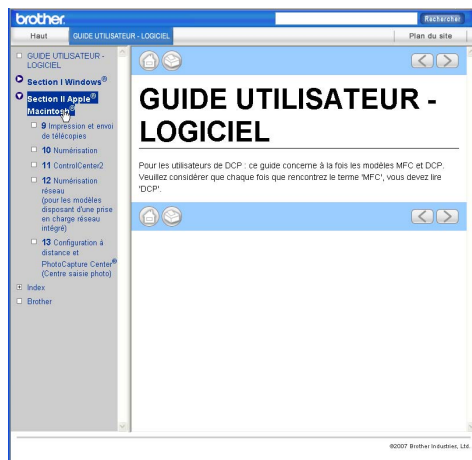 brother
Rechercher
Haut
GUIDE UTILISATEUR - LOGICIEL
Plan du site
GUIDE UTILISATEUR -
LOGICIEL
Section I Windows®
Section II Apple®
Macintosh®
9 Impression et envoi
de télécopies
10 Numérisation
11 ControlCenter2
12 Numérisation
réseau
(pour les modèles
disposant d'une prise
en charge réseau
intégré)
13 Configuration à
distance et
PhotoCapture Center®
(Centre saisie photo)
Index
Brother
GUIDE UTILISATEUR -
LOGICIEL
Pour les utilisateurs de DCP : ce guide concerne à la fois les modèles MFC et DCP.
Veuillez considérer que chaque fois que rencontrez le terme 'MFC', vous devez lire
'DCP'.
©2007 Brother Industries, Ltd.